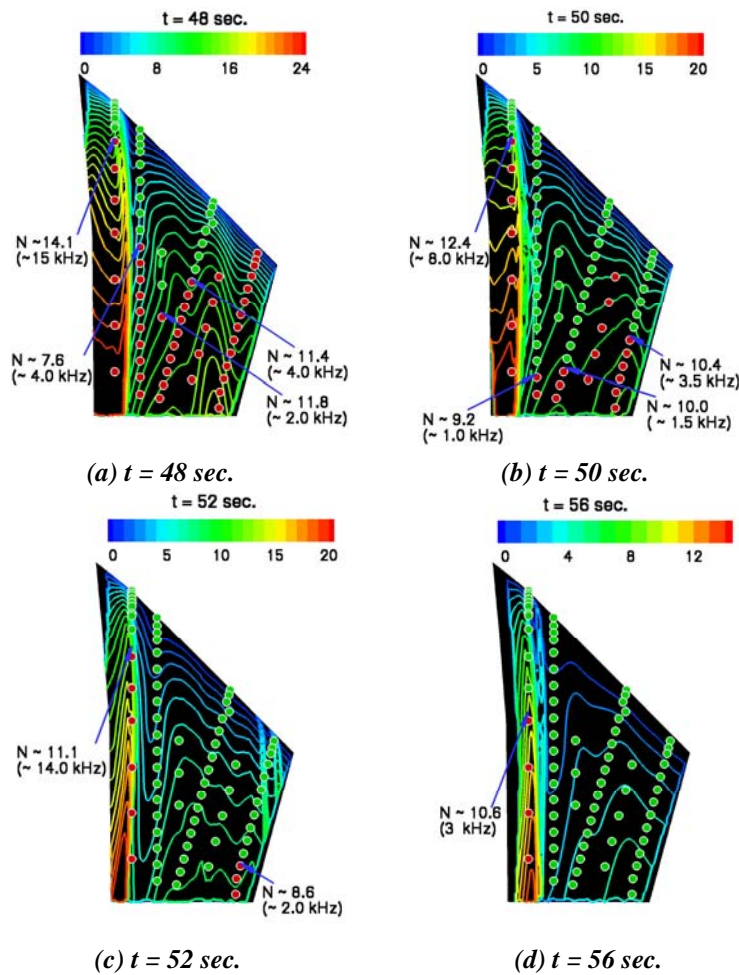 t = 48 sec.
0 8 16 24
N ~14.1
(~15 kHz)
N ~ 7.6
(~ 4.0 kHz)
N ~ 11.4
(~ 4.0 kHz)
N ~ 11.8
(~ 2.0 kHz)
(a) t = 48 sec.
t = 50 sec.
0 5 10 15 20
N ~ 12.4
(~ 8.0 kHz)
N ~ 9.2
(~ 1.0 kHz)
N ~ 10.4
(~ 3.5 kHz)
N ~ 10.0
( ~ 1.5 kHz)
(b) t = 50 sec.
t = 52 sec.
0 5 10 15 20
N ~ 11.1
(~ 14.0 kHz)
N ~ 8.6
(~ 2.0 kHz)
(c) t = 52 sec.
t = 56 sec.
0 4 8 12
N ~ 10.6
(3 kHz)
(d) t = 56 sec.